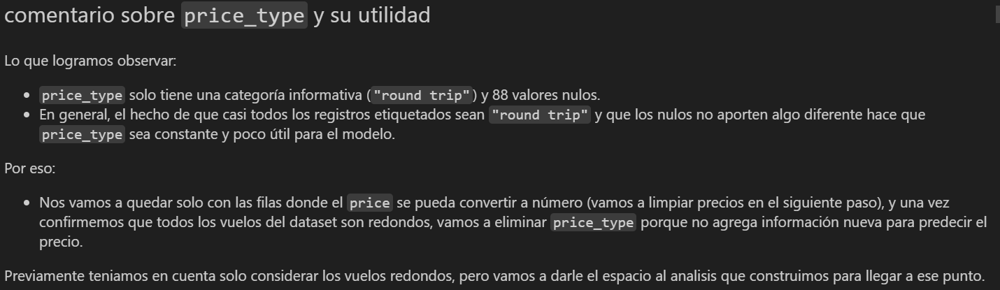 comentario sobre price_type y su utilidad
Lo que logramos observar:
• price_type solo tiene una categoría informativa ("round trip") y 88 valores nulos.
• En general, el hecho de que casi todos los registros etiquetados sean "round trip" y que los nulos no aporten algo diferente hace que
price_type sea constante y poco útil para el modelo.
Por eso:
• Nos vamos a quedar solo con las filas donde el price se pueda convertir a número (vamos a limpiar precios en el siguiente paso), y una vez
confirmemos que todos los vuelos del dataset son redondos, vamos a eliminar price_type porque no agrega información nueva para predecir el
precio.
Previamente teniamos en cuenta solo considerar los vuelos redondos, pero vamos a darle el espacio al analisis que construimos para llegar a ese punto.